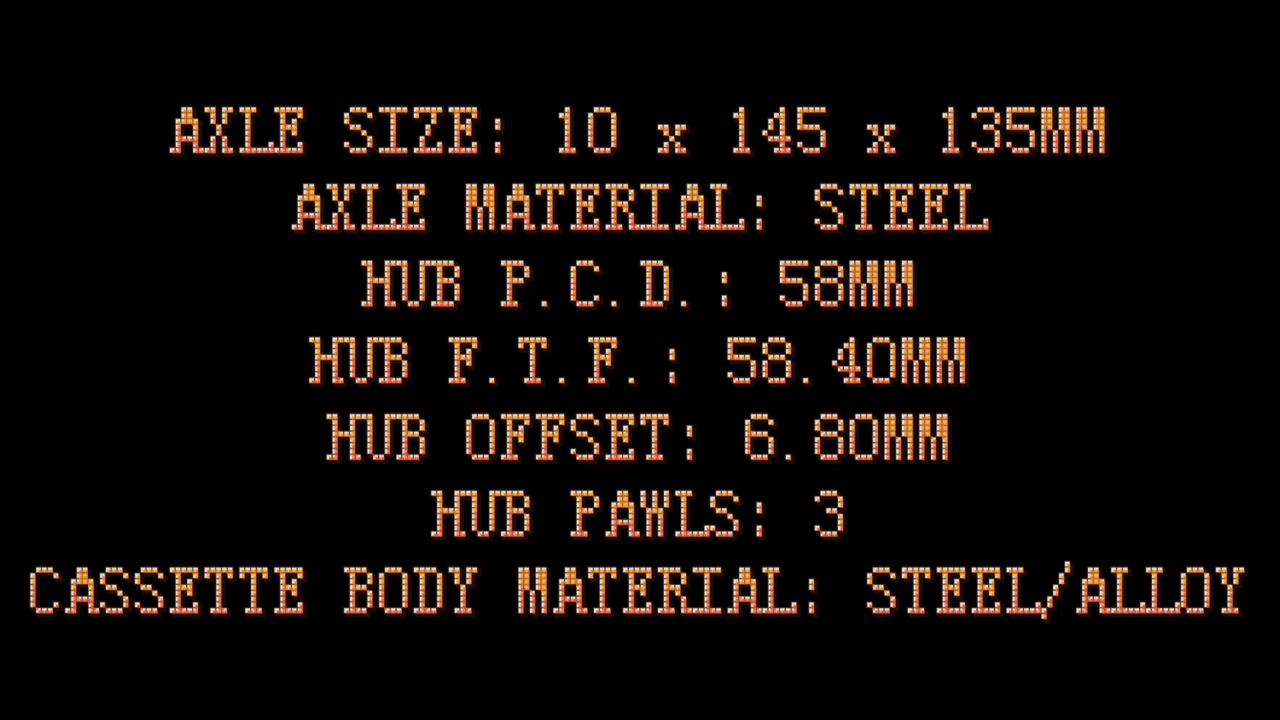 AXLE SIZE: 10 x 145 x 135MM
AXLE MATERIAL: STEEL
HUB P.C.D.: 58MM
HUB F.T.F.: 58.40MM
HUB OFFSET: 6.80MM
HUB PAWLS: 3
CASSETTE BODY MATERIAL: STEEL/ALLOY